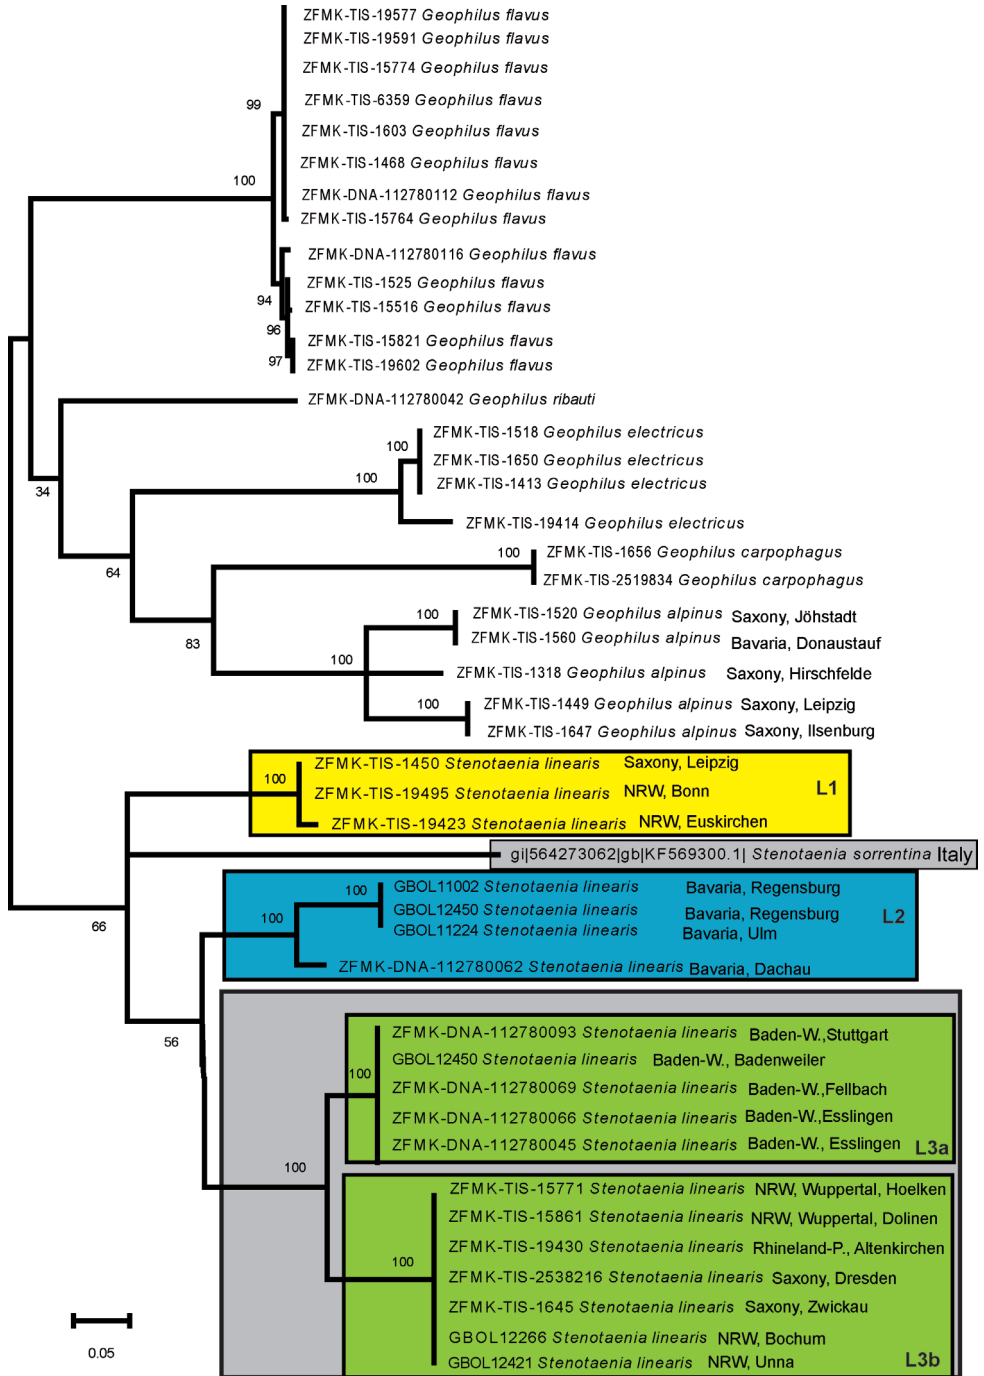 ZFMK-TIS-19577 Geophilus flavus
ZFMK-TIS-19591 Geophilus flavus
ZFMK-TIS-15774 Geophilus flavus
ZFMK-TIS-6359 Geophilus flavus
99
ZFMK-TIS-1603 Geophilus flavus
ZFMK-TIS-1468 Geophilus flavus
100
ZFMK-DNA-112780112 Geophilus flavus
ZFMK-TIS-15764 Geophilus flavus
ZFMK-DNA-112780116 Geophilus flavus
ZFMK-TIS-1525 Geophilus flavus
94
ZFMK-TIS-15516 Geophilus flavus
96
ZFMK-TIS-15821 Geophilus flavus
97
ZFMK-TIS-19602 Geophilus flavus
ZFMK-DNA-112780042 Geophilus ribauti
ZFMK-TIS-1518 Geophilus electricus
100
ZFMK-TIS-1650 Geophilus electricus
100
ZFMK-TIS-1413 Geophilus electricus
34
ZFMK-TIS-19414 Geophilus electricus
100
ZFMK-TIS-1656 Geophilus carpophagus
64
ZFMK-TIS-2519834 Geophilus carpophagus
100
ZFMK-TIS-1520 Geophilus alpinus Saxony, Jöhstadt
ZFMK-TIS-1560 Geophilus alpinus Bavaria, Donaustauf
83
100
ZFMK-TIS-1318 Geophilus alpinus Saxony, Hirschfelde
100
ZFMK-TIS-1449 Geophilus alpinus Saxony, Leipzig
ZFMK-TIS-1647 Geophilus alpinus Saxony, Ilsenburg
ZFMK-TIS-1450 Stenotaenia linearis Saxony, Leipzig
100
ZFMK-TIS-19495 Stenotaenia linearis NRW, Bonn
L1
ZFMK-TIS-19423 Stenotaenia linearis NRW, Euskirchen
gi|564273062|gb|KF569300.1| Stenotaenia sorrentina Italy
66
100
GBOL11002 Stenotaenia linearis Bavaria, Regensburg
GBOL12450 Stenotaenia linearis Bavaria, Regensburg
L2
100
GBOL11224 Stenotaenia linearis Bavaria, Ulm
ZFMK-DNA-112780062 Stenotaenia linearis Bavaria, Dachau
56
ZFMK-DNA-112780093 Stenotaenia linearis Baden-W.,Stuttgart
GBOL12450 Stenotaenia linearis Baden-W., Badenweiler
100
ZFMK-DNA-112780069 Stenotaenia linearis Baden-W.,Fellbach
ZFMK-DNA-112780066 Stenotaenia linearis Baden-W.,Esslingen
ZFMK-DNA-112780045 Stenotaenia linearis Baden-W., Esslingen
L3a
100
ZFMK-TIS-15771 Stenotaenia linearis NRW, Wuppertal, Hoelken
ZFMK-TIS-15861 Stenotaenia linearis NRW, Wuppertal, Dolinen
ZFMK-TIS-19430 Stenotaenia linearis Rhineland-P., Altenkirchen
100
ZFMK-TIS-2538216 Stenotaenia linearis Saxony, Dresden
ZFMK-TIS-1645 Stenotaenia linearis Saxony, Zwickau
GBOL12266 Stenotaenia linearis NRW, Bochum
GBOL12421 Stenotaenia linearis NRW, Unna
L3b
0.05